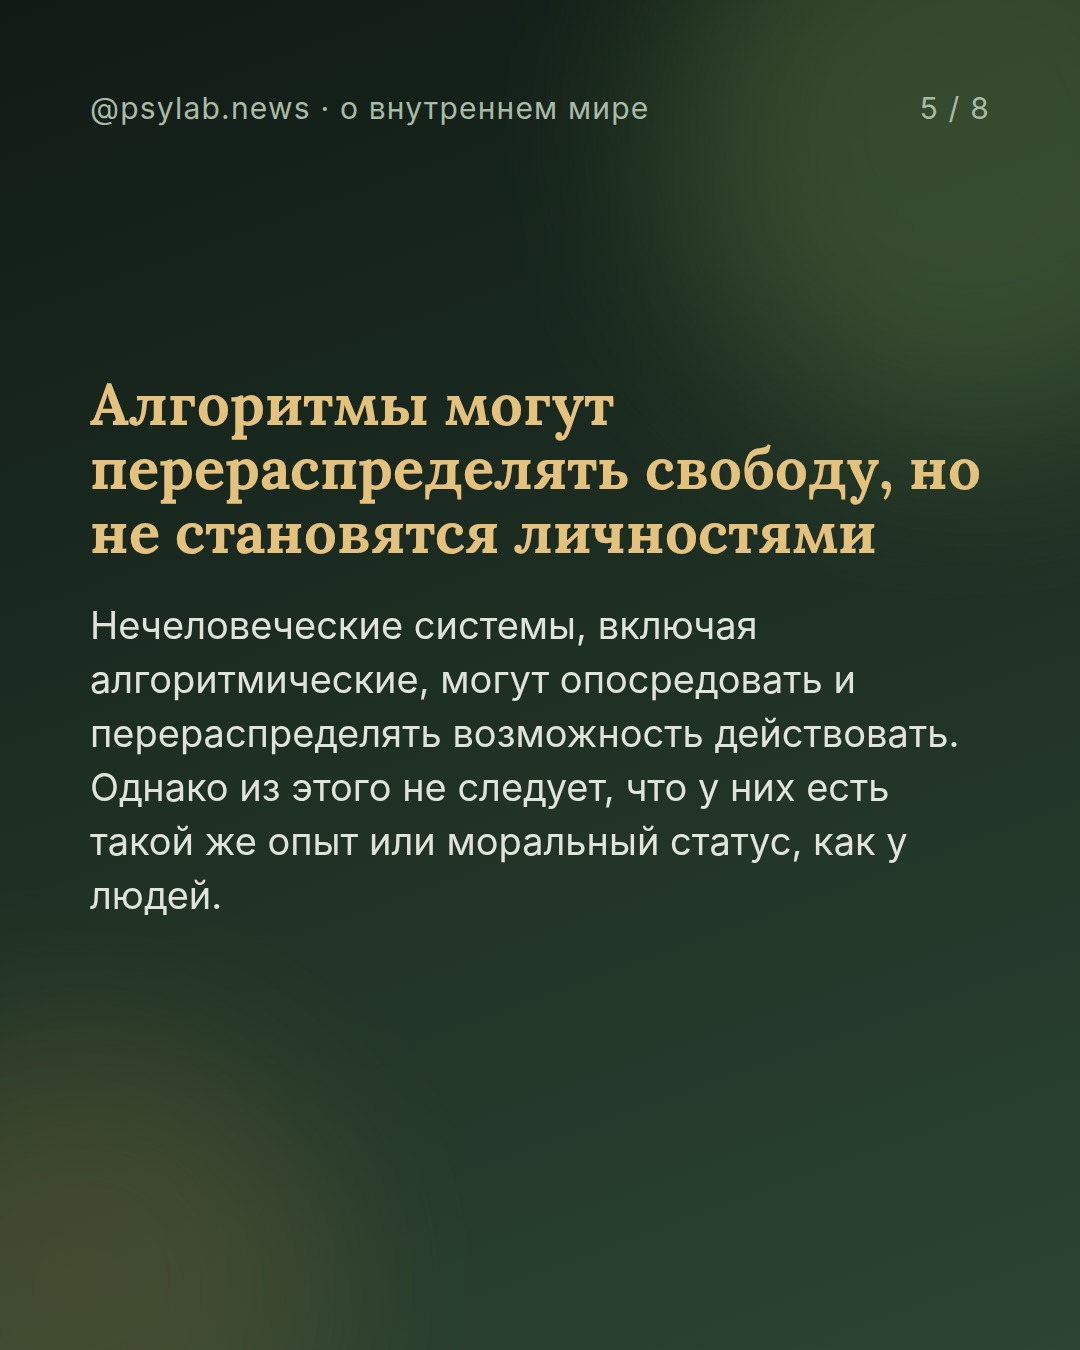 @psylab.news · о внутреннем мире
5 / 8
Алгоритмы могут
перераспределять свободу, но
не становятся личностями
Нечеловеческие системы, включая
алгоритмические, могут опосредовать и
перераспределять возможность действовать.
Однако из этого не следует, что у них есть
такой же опыт или моральный статус, как у
людей.